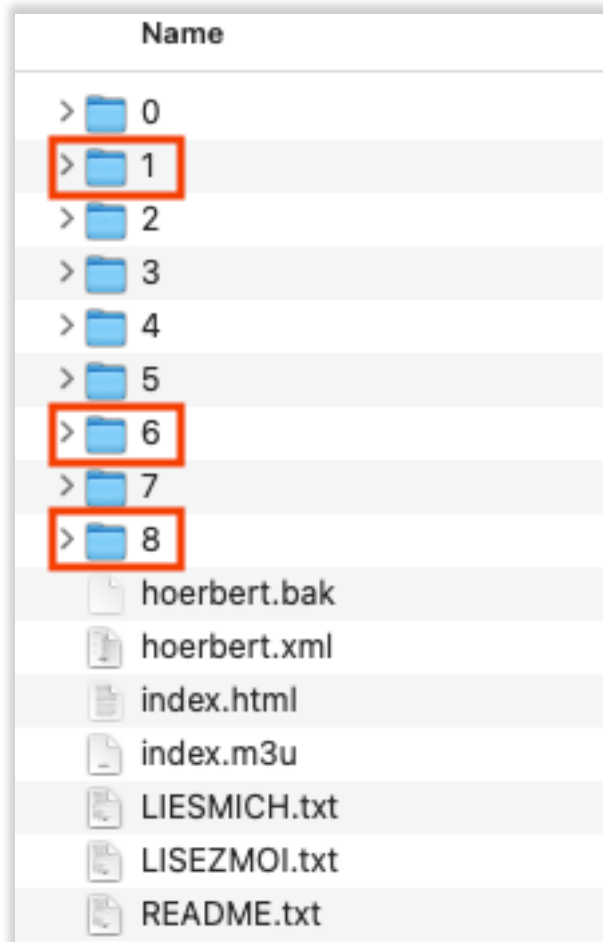 Name
0
1
2
3
4
5
6
7
8
hoerbert.bak
hoerbert.xml
index.html
index.m3u
LIESMICH.txt
LISEZMOI.txt
README.txt